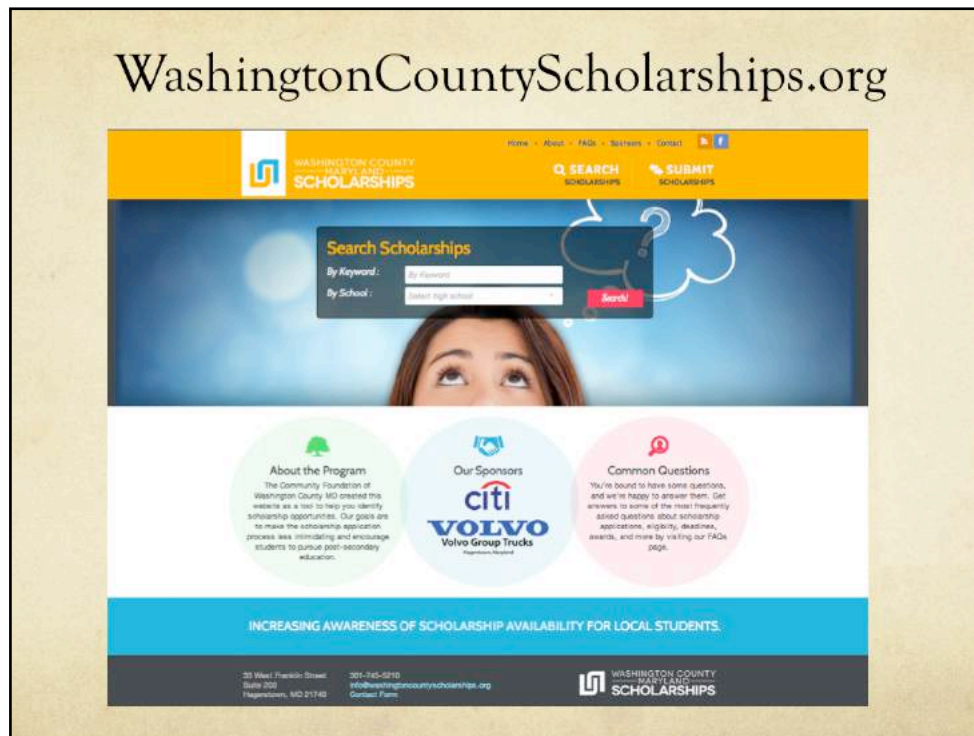 WashingtonCountyScholarships.org
Home • About • FAQs • Sponsors • Contact
WASHINGTON COUNTY
MARYLAND
SCHOLARSHIPS
SEARCH
SCHOLARSHIPS
SUBMIT
SCHOLARSHIPS
Search Scholarships
By Keyword :
By Keyword
By School :
Select high school
Search!
About the Program
The Community Foundation of
Washington County MD created this
website as a tool to help you identify
scholarship opportunities. Our goals are
to make the scholarship application
process less intimidating and encourage
students to pursue post-secondary
education.
Our Sponsors
citi
VOLVO
Volvo Group Trucks
Hagerstown, Maryland
Common Questions
You're bound to have some questions,
and we're happy to answer them. Get
answers to some of the most frequently
asked questions about scholarship
applications, eligibility, deadlines,
awards, and more by visiting our FAQs
page.
INCREASING AWARENESS OF SCHOLARSHIP AVAILABILITY FOR LOCAL STUDENTS.
33 West Franklin Street
Suite 203
Hagerstown, MD 21740
301-745-5210
info@washingtoncountyscholarships.org
Contact Form
WASHINGTON COUNTY
MARYLAND
SCHOLARSHIPS